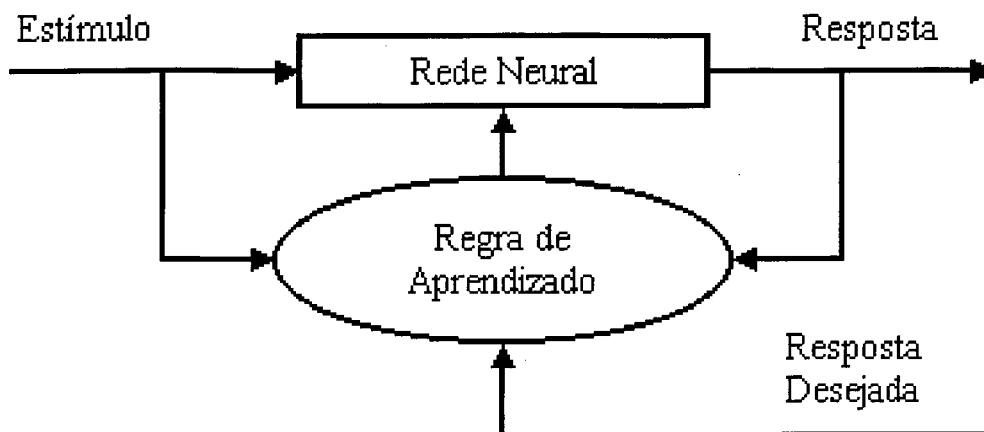 Estímulo
Resposta
Rede Neural
Regra de
Aprendizado
Resposta
Desejada